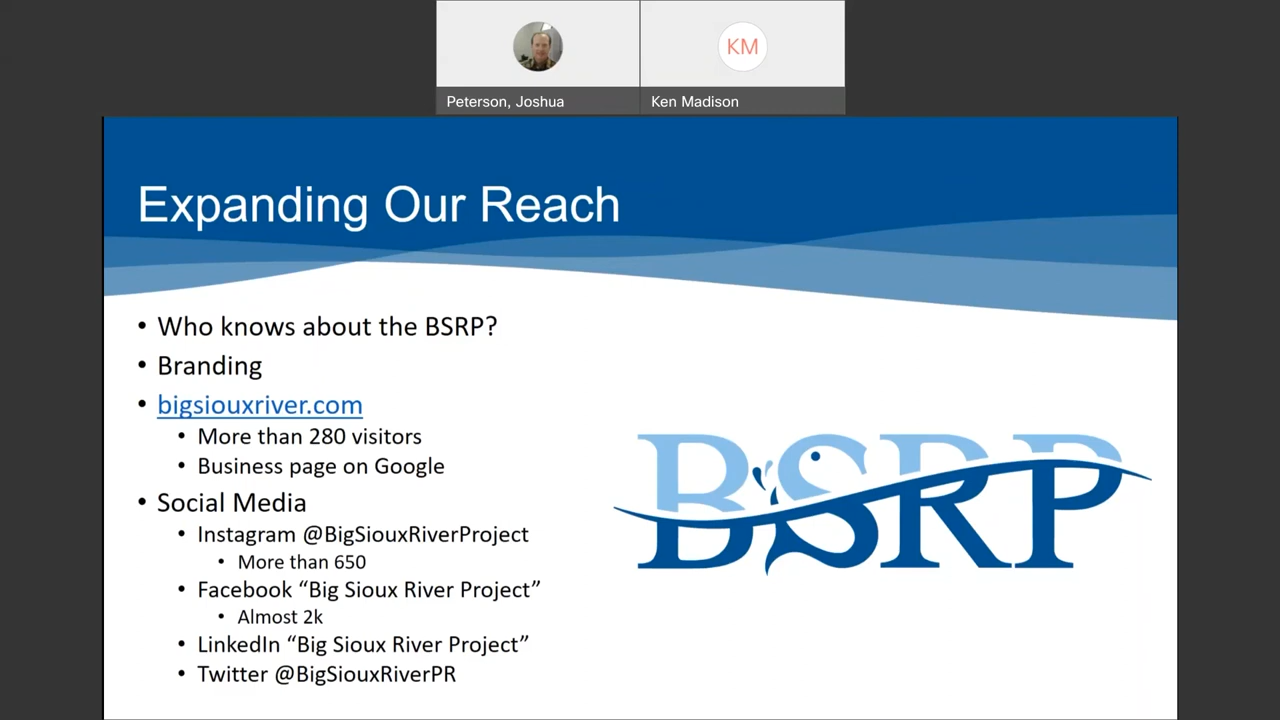 KM
Peterson, Joshua
Ken Madison
Expanding Our Reach
• Who knows about the BSRP?
• Branding
• bigsiouxriver.com
• More than 280 visitors
• Business page on Google
• Social Media
• Instagram @BigSiouxRiverProject
• More than 650
• Facebook “Big Sioux River Project”
• Almost 2k
• LinkedIn “Big Sioux River Project”
• Twitter @BigSiouxRiverPR
BSRP